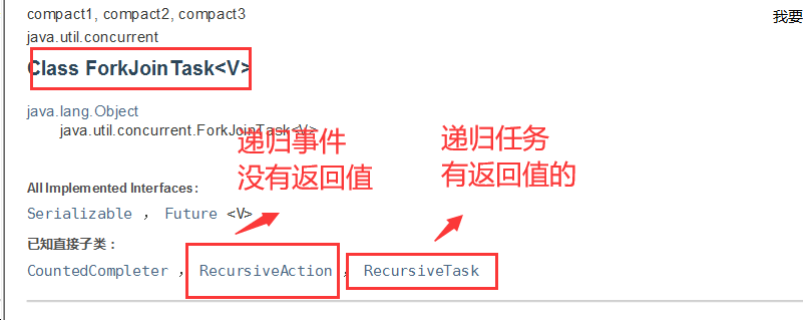 compact1, compact2, compact3
我要
java.util.concurrent
Class ForkJoinTask<V>
java.lang.Object
java.util.concurrent.ForkJoinTask<V>
递归事件
没有返回值
递归任务
有返回值的
All Implemented Interfaces:
Serializable , Future <V>
已知直接子类:
CountedCompleter , RecursiveAction , RecursiveTask